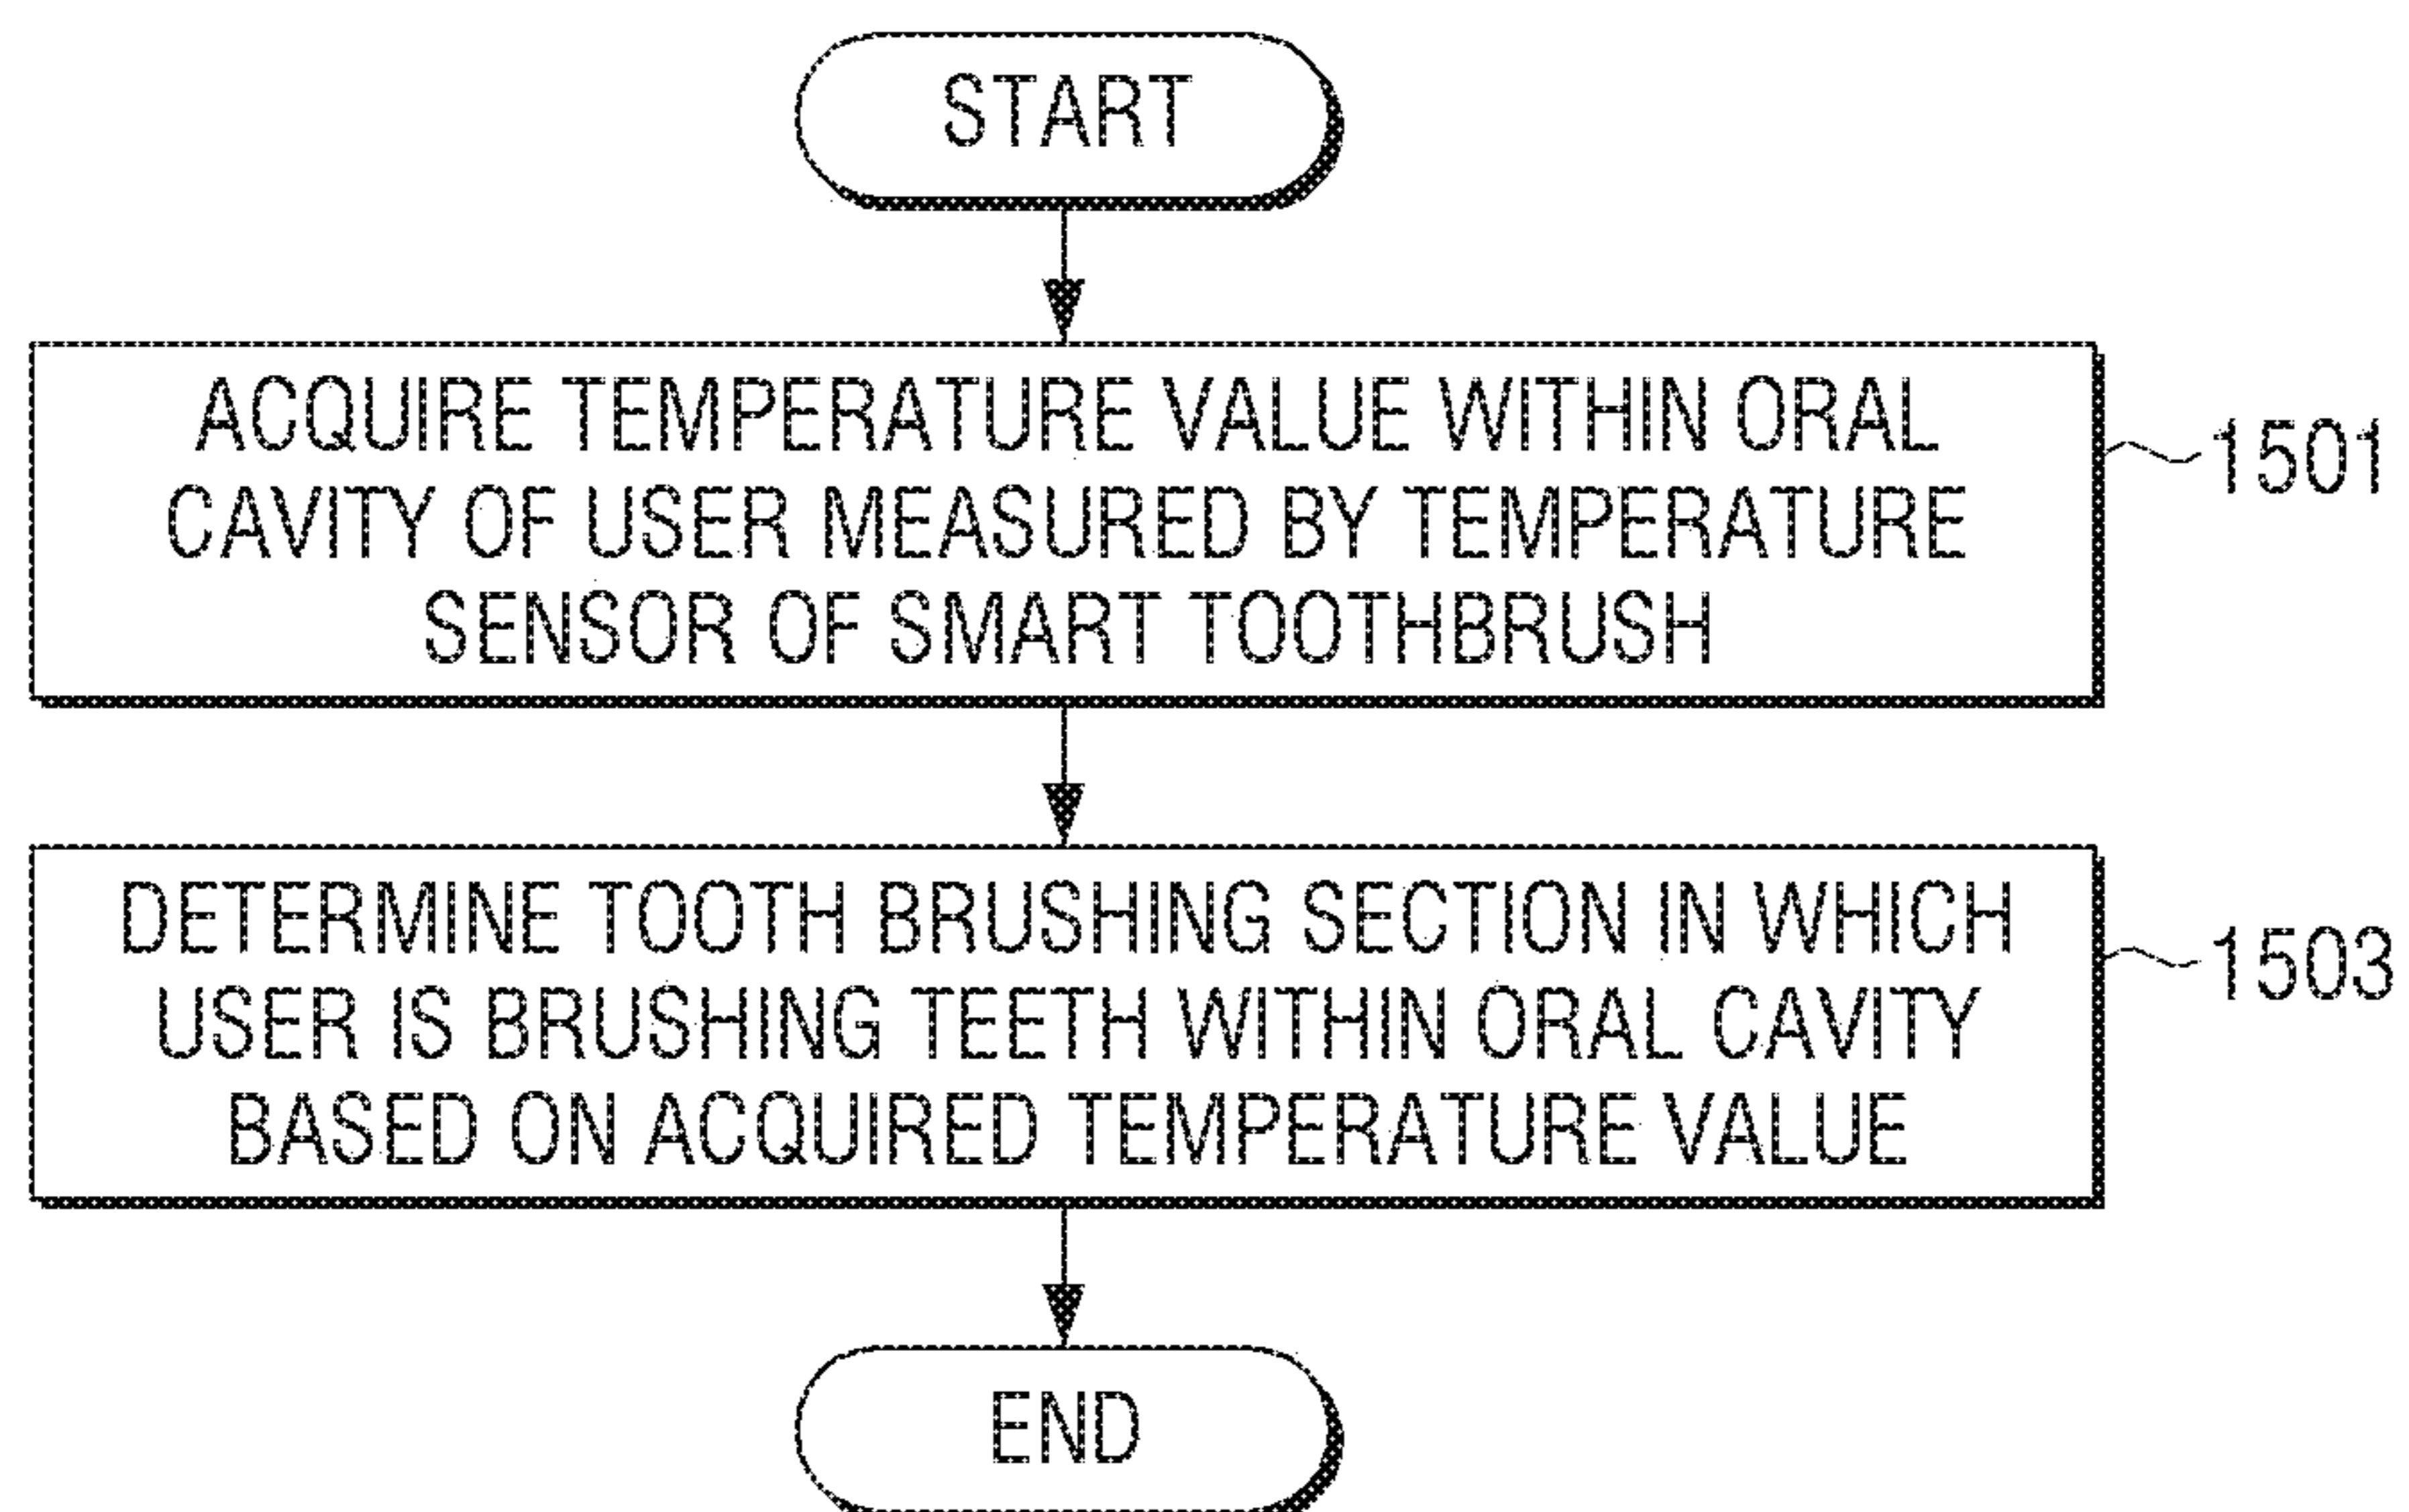 START
ACQUIRE TEMPERATURE VALUE WITHIN ORAL
CAVITY OF USER MEASURED BY TEMPERATURE
SENSOR OF SMART TOOTHBRUSH
1501
DETERMINE TOOTH BRUSHING SECTION IN WHICH
USER IS BRUSHING TEETH WITHIN ORAL CAVITY
BASED ON ACQUIRED TEMPERATURE VALUE
1503
END